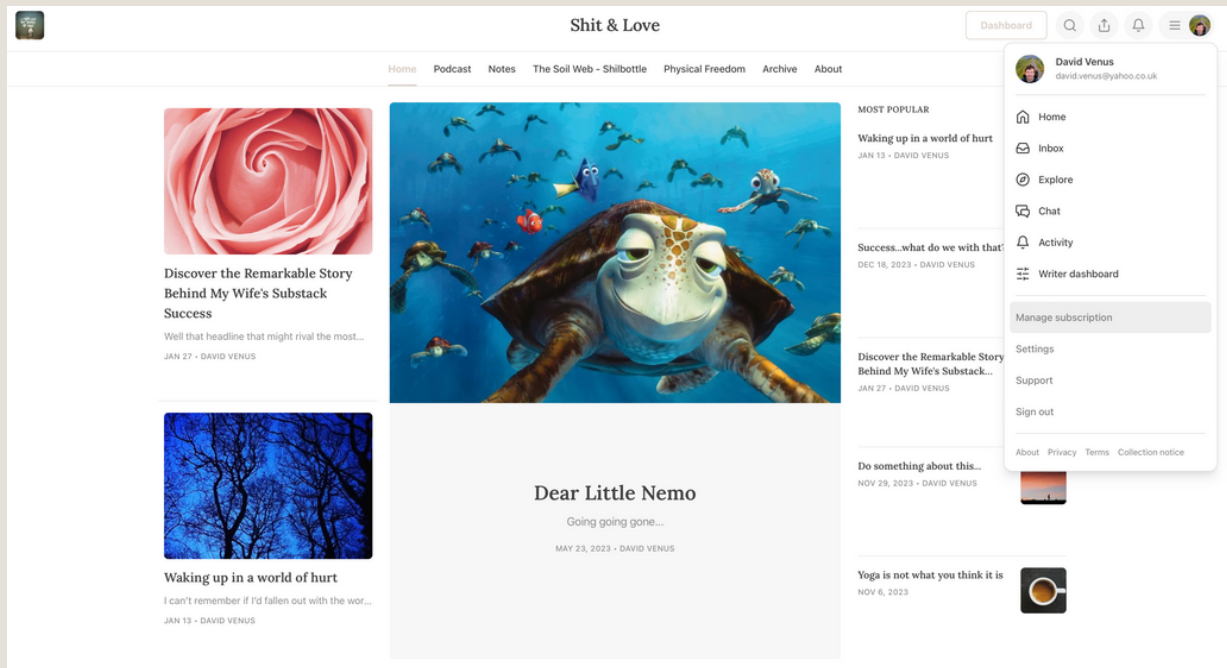 Shit & Love
Dashboard
Home Podcast Notes The Soil Web - Shilbottle Physical Freedom Archive About
Discover the Remarkable Story
Behind My Wife's Substack
Success
Well that headline that might rival the most...
JAN 27 • DAVID VENUS
Waking up in a world of hurt
I can't remember if I'd fallen out with the wor...
JAN 13 • DAVID VENUS
Dear Little Nemo
Going going gone...
MAY 23, 2023 • DAVID VENUS
MOST POPULAR
Waking up in a world of hurt
JAN 13 • DAVID VENUS
Success...what do we with that?
DEC 18, 2023 • DAVID VENUS
Discover the Remarkable Story
Behind My Wife's Substack...
JAN 27 • DAVID VENUS
Do something about this...
NOV 29, 2023 • DAVID VENUS
Yoga is not what you think it is
NOV 6, 2023
David Venus
david.venus@yahoo.co.uk
Home
Inbox
Explore
Chat
Activity
Writer dashboard
Manage subscription
Settings
Support
Sign out
About Privacy Terms Collection notice